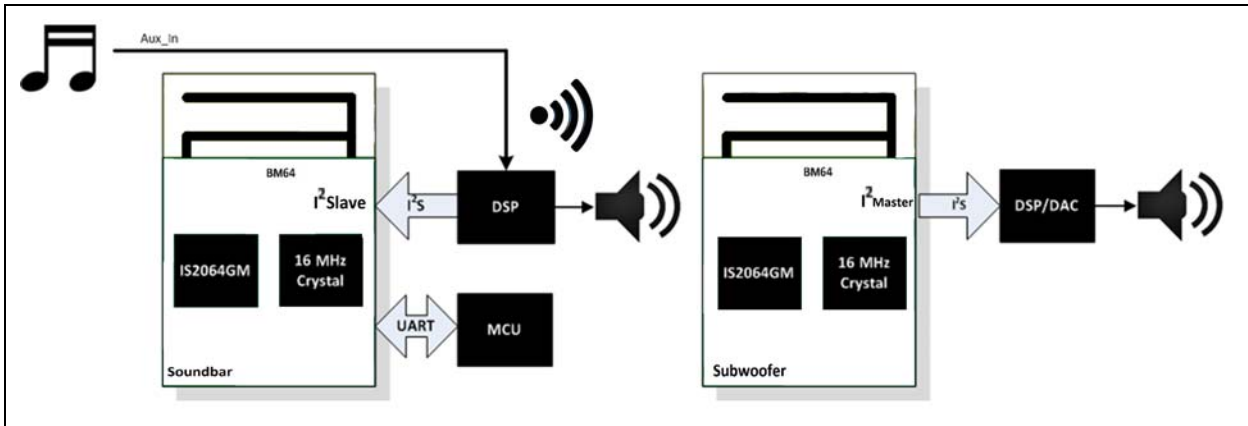 Aux_In
BM64
I²Slave
I²S
DSP
IS2064GM
16 MHz
Crystal
UART
MCU
Soundbar
BM64
I²Master
I²S
DSP/DAC
IS2064GM
16 MHz
Crystal
Subwoofer